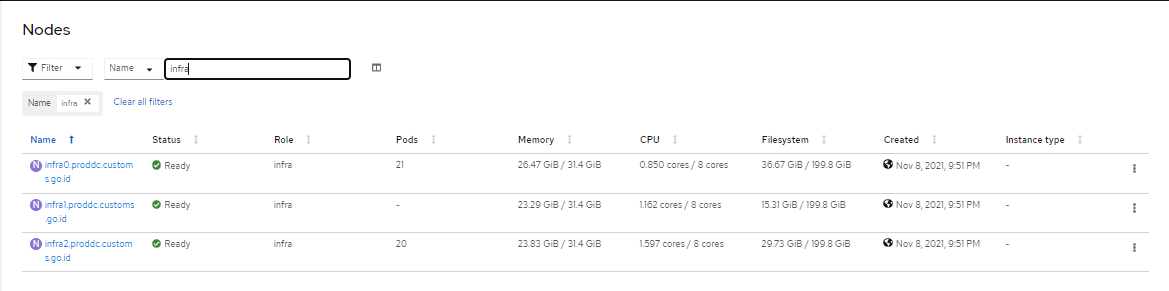 Nodes
Filter Name infra
Name infra × Clear all filters
Name Status Role Pods Memory CPU Filesystem Created Instance type
N infra0.proddc.custom Ready infra 21 26.47 GiB / 31.4 GiB 0.850 cores / 8 cores 36.67 GiB / 199.8 GiB Nov 8, 2021, 9:51 PM -
s.go.id
N infra1.proddc.customs Ready infra - 23.29 GiB / 31.4 GiB 1.162 cores / 8 cores 15.31 GiB / 199.8 GiB Nov 8, 2021, 9:51 PM -
.go.id
N infra2.proddc.custom Ready infra 20 23.83 GiB / 31.4 GiB 1.597 cores / 8 cores 29.73 GiB / 199.8 GiB Nov 8, 2021, 9:51 PM -
s.go.id